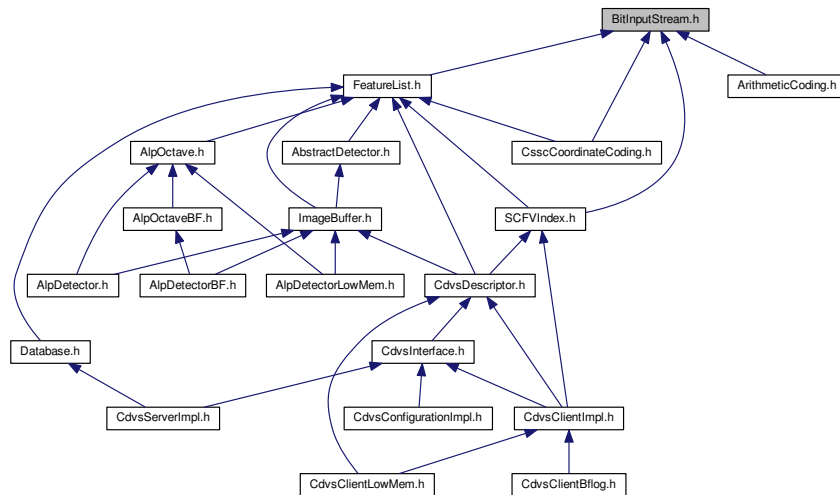 BitInputStream.h
FeatureList.h
ArithmeticCoding.h
AlpOctave.h
AbstractDetector.h
CsscCoordinateCoding.h
AlpOctaveBF.h
ImageBuffer.h
SCFVIndex.h
AlpDetector.h
AlpDetectorBF.h
AlpDetectorLowMem.h
CdvsDescriptor.h
Database.h
CdvsInterface.h
CdvsServerImpl.h
CdvsConfigurationImpl.h
CdvsClientImpl.h
CdvsClientLowMem.h
CdvsClientBflog.h